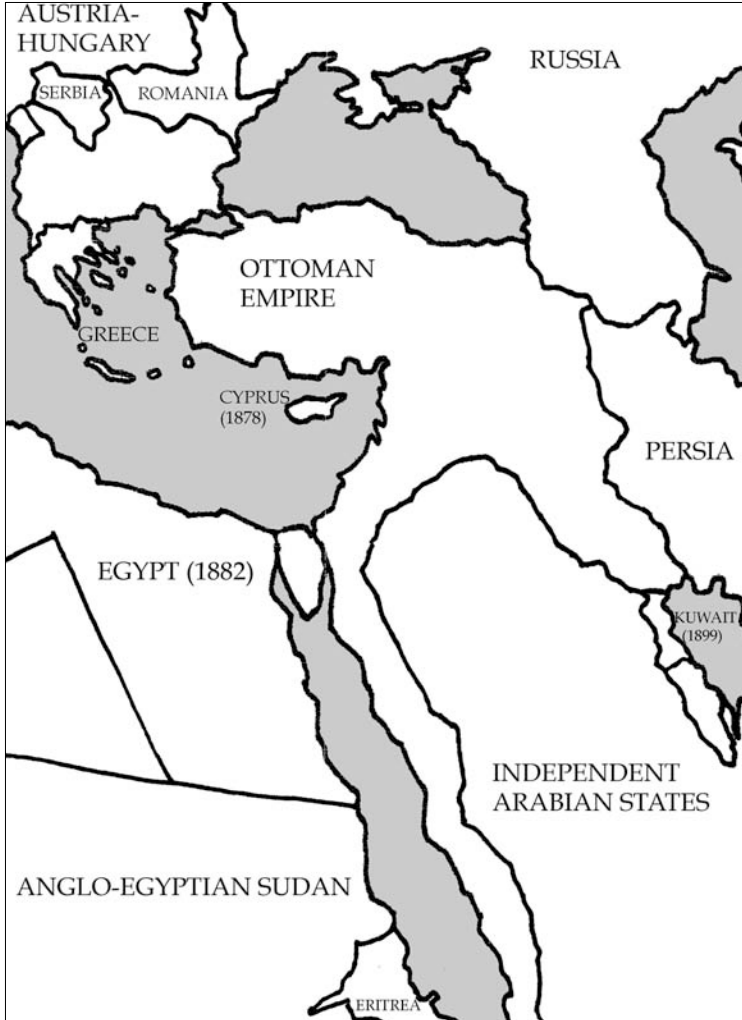 AUSTRIA-
HUNGARY
RUSSIA
SERBIA
ROMANIA
OTTOMAN
EMPIRE
GREECE
CYPRUS
(1878)
PERSIA
EGYPT (1882)
KUWAIT
(1899)
INDEPENDENT
ARABIAN STATES
ANGLO-EGYPTIAN SUDAN
ERITREA